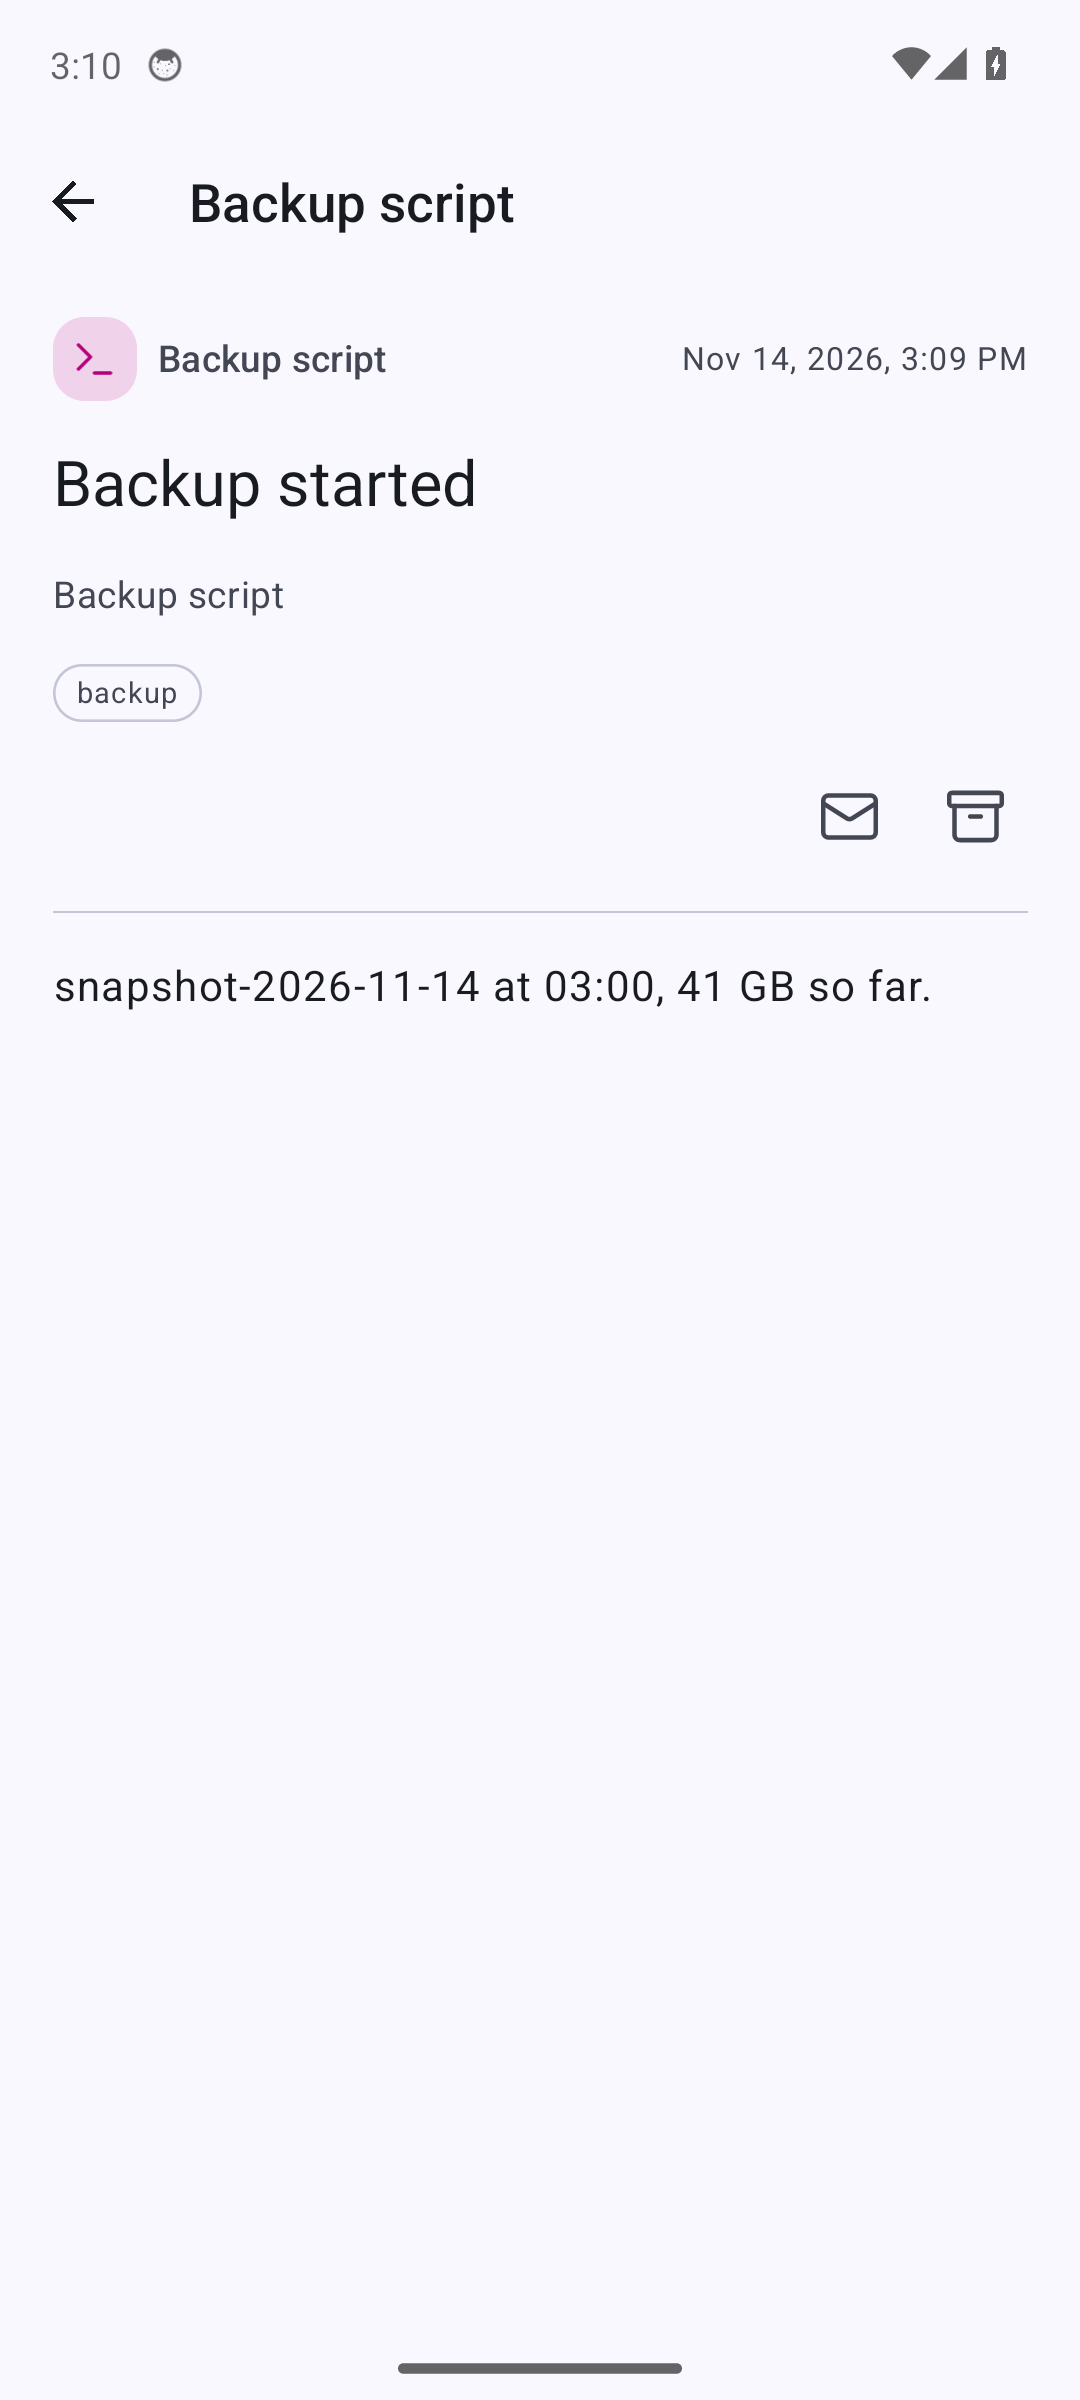 3:10
Backup script
Backup script
Nov 14, 2026, 3:09 PM
Backup started
Backup script
backup
snapshot-2026-11-14 at 03:00, 41 GB so far.